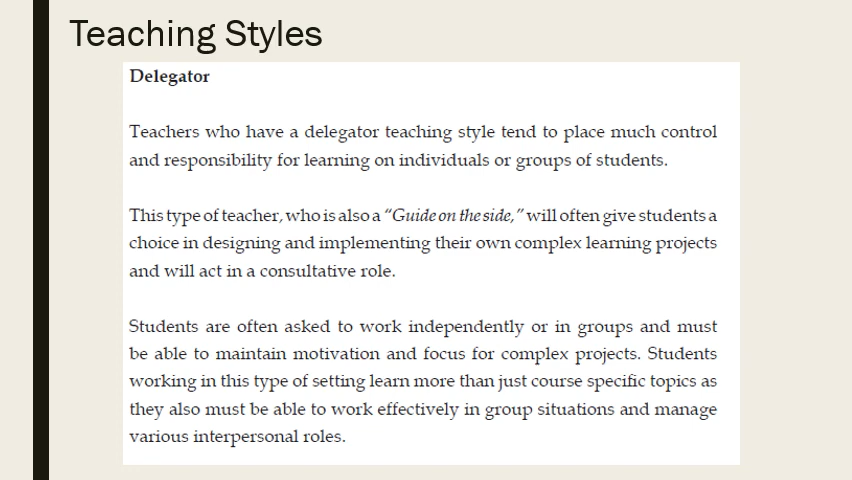 Teaching Styles
Delegator
Teachers who have a delegator teaching style tend to place much control
and responsibility for learning on individuals or groups of students.
This type of teacher, who is also a “Guide on the side,” will often give students a
choice in designing and implementing their own complex learning projects
and will act in a consultative role.
Students are often asked to work independently or in groups and must
be able to maintain motivation and focus for complex projects. Students
working in this type of setting learn more than just course specific topics as
they also must be able to work effectively in group situations and manage
various interpersonal roles.